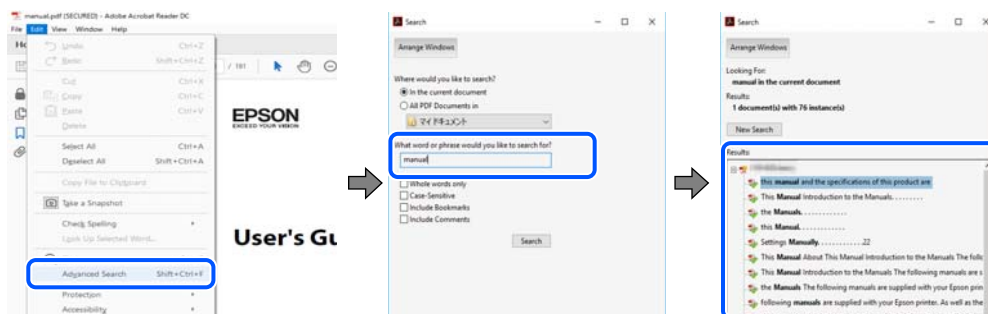 manual.pdf (SECURED) - Adobe Acrobat Reader DC
File Edit View Window Help
Undo Ctrl+Z
Redo Shift+Ctrl+Z
Cut Ctrl+X
Copy Ctrl+C
Paste Ctrl+V
Delete
Select All Ctrl+A
Deselect All Shift+Ctrl+A
Copy File to Clipboard
Take a Snapshot
Check Spelling
Look Up Selected Word...
Advanced Search Shift+Ctrl+F
Protection
Accessibility
/ 191
EPSON
EXCEED YOUR VISION
User's Gu
Search
Arrange Windows
Where would you like to search?
In the current document
All PDF Documents in
マイ ドキュメント
What word or phrase would you like to search for?
manual
Whole words only
Case-Sensitive
Include Bookmarks
Include Comments
Search
Search
Arrange Windows
Looking For:
manual in the current document
Results:
1 document(s) with 76 instance(s)
New Search
Results:
this manual and the specifications of this product are
This Manual Introduction to the Manuals. . . . . . . . .
the Manuals. . . . . . . . . . . . .
this Manual. . . . . . . . . . . . .
Settings Manually. . . . . . . . . . . . .22
This Manual About This Manual Introduction to the Manuals The follo
This Manual Introduction to the Manuals The following manuals are s
the Manuals The following manuals are supplied with your Epson prin
following manuals are supplied with your Epson printer. As well as the